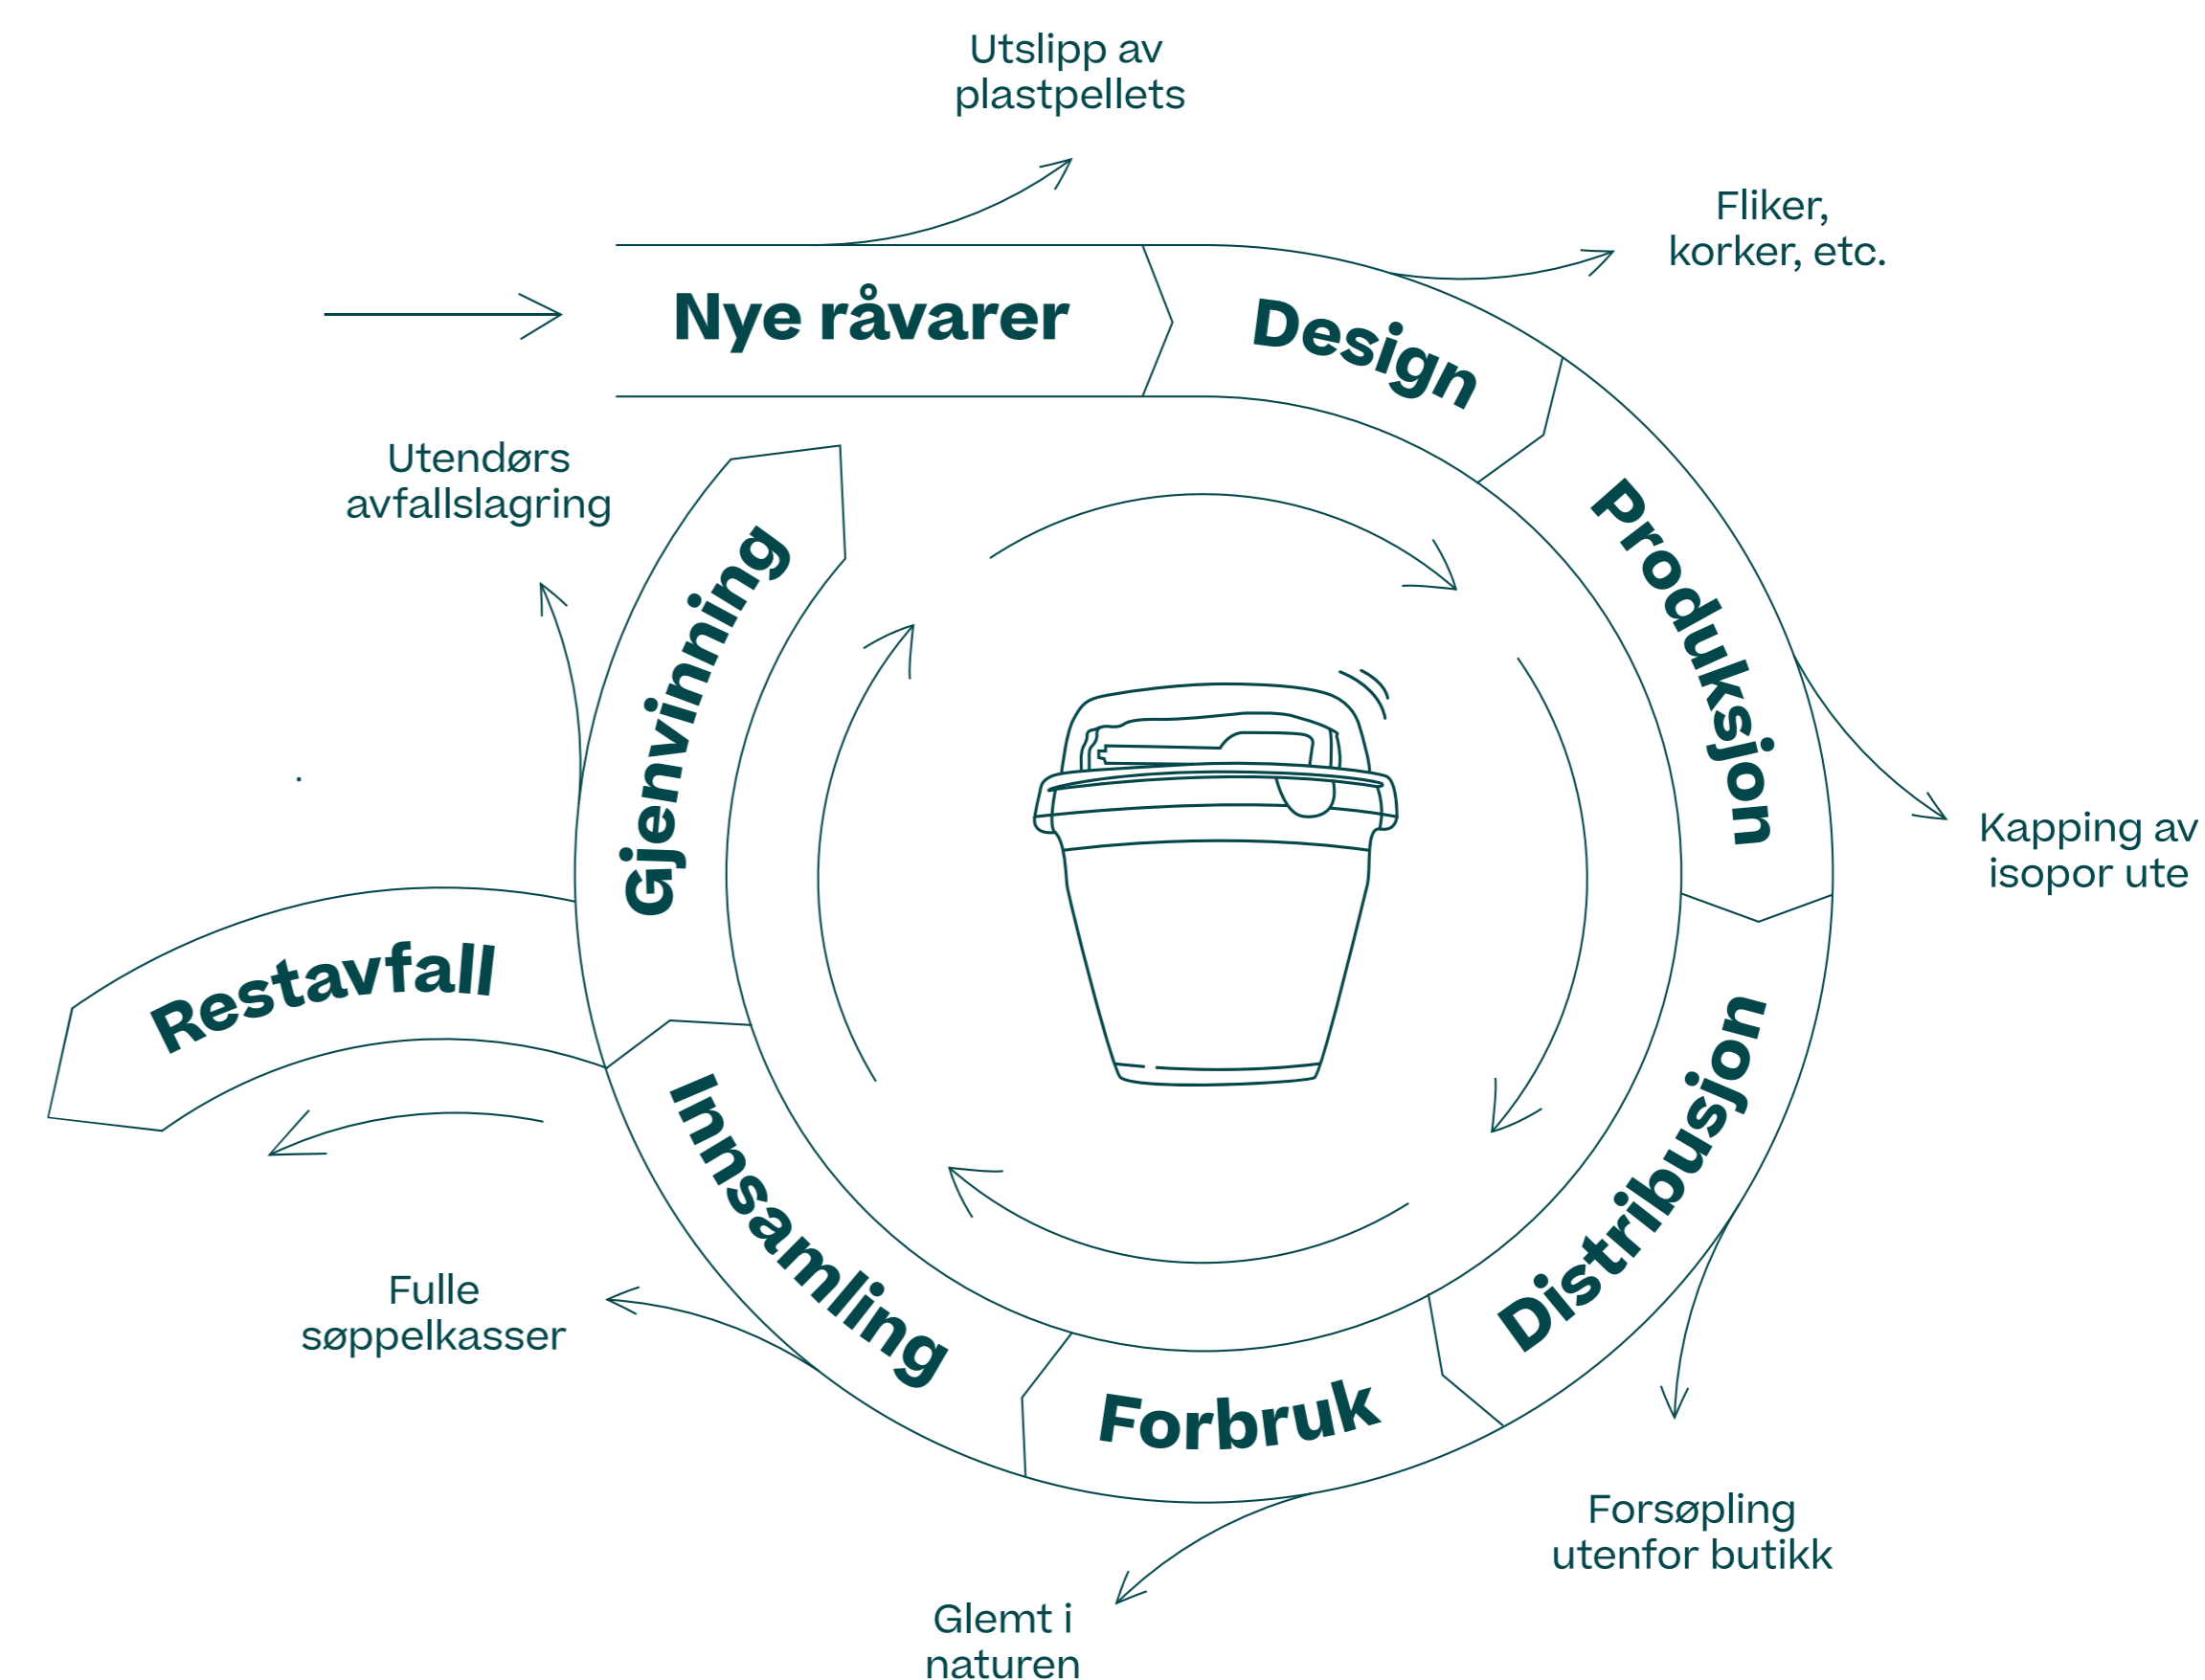 Utslipp av
plastpellets
Fliker,
korker, etc.
Nye råvarer
Design
Utendørs
avfallslagring
Produksjon
Gjenvinning
Kapping av
isopor ute
Restavfall
Distribusjon
Innsamling
Fulle
søppelkasser
Forbruk
Forsøpling
utenfor butikk
Glemt i
naturen